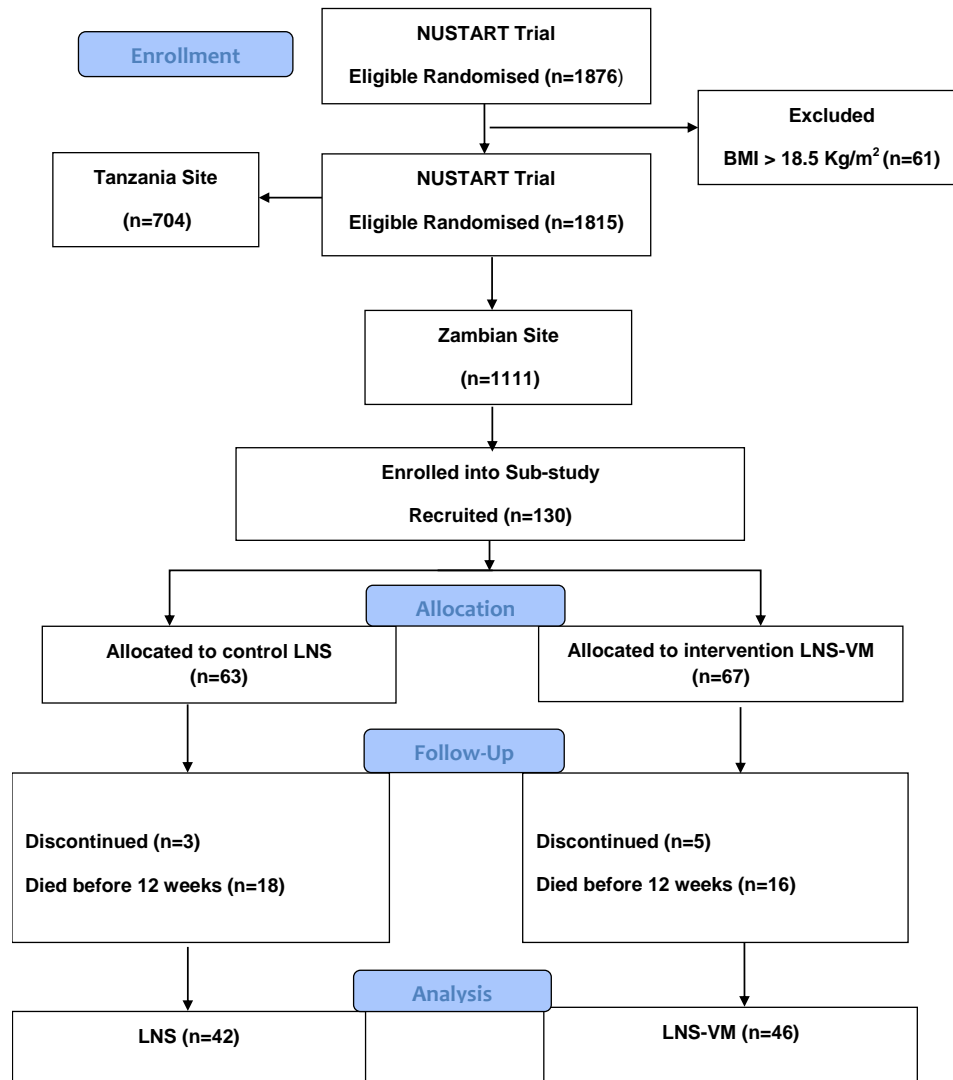 Enrollment
NUSTART Trial
Eligible Randomised (n=1876)
Excluded
BMI > 18.5 Kg/m² (n=61)
Tanzania Site
(n=704)
NUSTART Trial
Eligible Randomised (n=1815)
Zambian Site
(n=1111)
Enrolled into Sub-study
Recruited (n=130)
Allocation
Allocated to control LNS
(n=63)
Allocated to intervention LNS-VM
(n=67)
Follow-Up
Discontinued (n=3)
Died before 12 weeks (n=18)
Discontinued (n=5)
Died before 12 weeks (n=16)
Analysis
LNS (n=42)
LNS-VM (n=46)